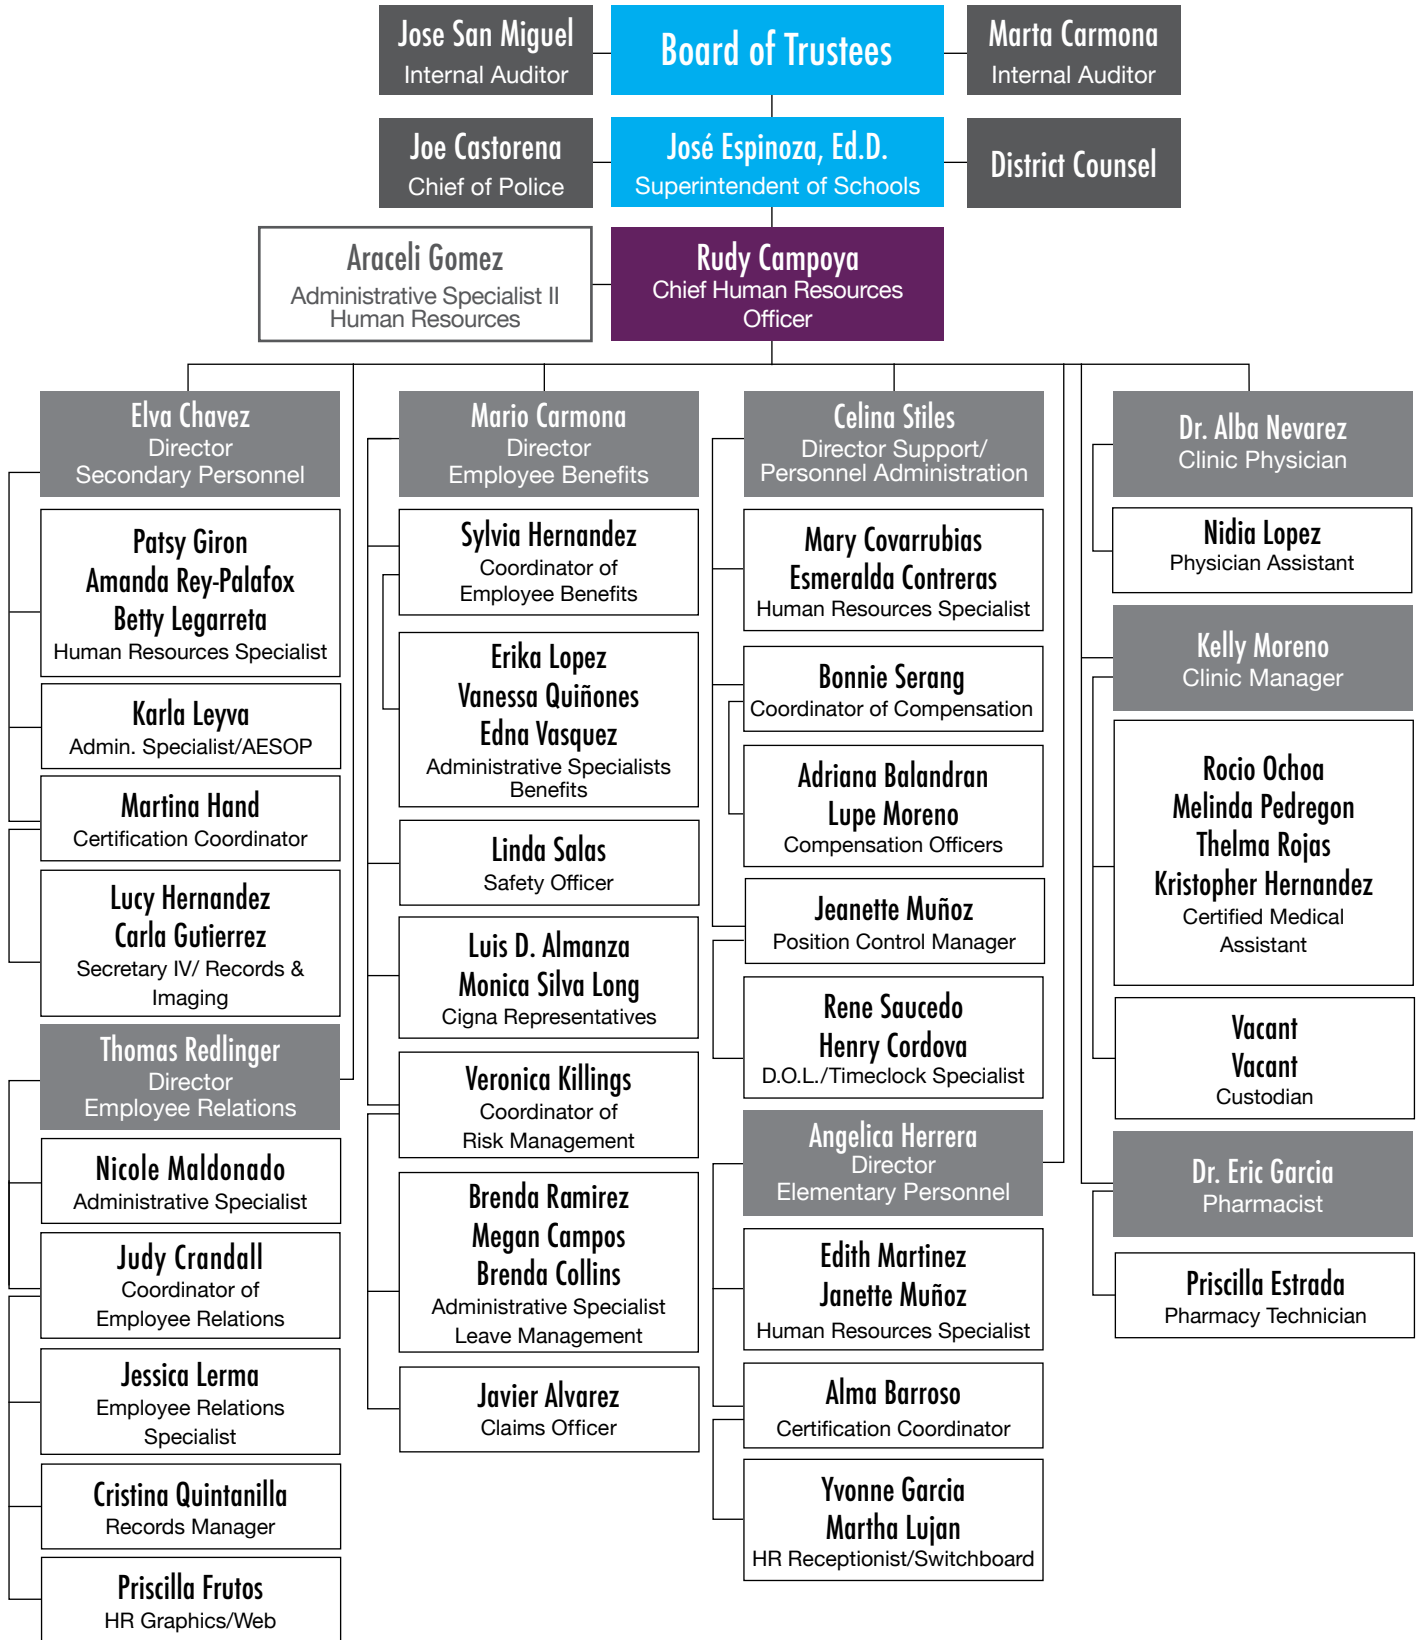 Jose San Miguel
Internal Auditor
Board of Trustees
Marta Carmona
Internal Auditor
Joe Castorena
Chief of Police
José Espinoza, Ed.D.
Superintendent of Schools
District Counsel
Araceli Gomez
Administrative Specialist II
Human Resources
Rudy Campoya
Chief Human Resources
Officer
Elva Chavez
Director
Secondary Personnel
Patsy Giron
Amanda Rey-Palafox
Betty Legarreta
Human Resources Specialist
Karla Leyva
Admin. Specialist/AESOP
Martina Hand
Certification Coordinator
Lucy Hernandez
Carla Gutierrez
Secretary IV/ Records &
Imaging
Thomas Redlinger
Director
Employee Relations
Nicole Maldonado
Administrative Specialist
Judy Crandall
Coordinator of
Employee Relations
Jessica Lerma
Employee Relations
Specialist
Cristina Quintanilla
Records Manager
Priscilla Frutos
HR Graphics/Web
Mario Carmona
Director
Employee Benefits
Sylvia Hernandez
Coordinator of
Employee Benefits
Erika Lopez
Vanessa Quiñones
Edna Vasquez
Administrative Specialists
Benefits
Linda Salas
Safety Officer
Luis D. Almanza
Monica Silva Long
Cigna Representatives
Veronica Killings
Coordinator of
Risk Management
Brenda Ramirez
Megan Campos
Brenda Collins
Administrative Specialist
Leave Management
Javier Alvarez
Claims Officer
Celina Stiles
Director Support/
Personnel Administration
Mary Covarrubias
Esmeralda Contreras
Human Resources Specialist
Bonnie Serang
Coordinator of Compensation
Adriana Balandran
Lupe Moreno
Compensation Officers
Jeanette Muñoz
Position Control Manager
Rene Saucedo
Henry Cordova
D.O.L./Timeclock Specialist
Angelica Herrera
Director
Elementary Personnel
Edith Martinez
Janette Muñoz
Human Resources Specialist
Alma Barroso
Certification Coordinator
Yvonne Garcia
Martha Lujan
HR Receptionist/Switchboard
Dr. Alba Nevarez
Clinic Physician
Nidia Lopez
Physician Assistant
Kelly Moreno
Clinic Manager
Rocio Ochoa
Melinda Pedregon
Thelma Rojas
Kristopher Hernandez
Certified Medical
Assistant
Vacant
Vacant
Custodian
Dr. Eric Garcia
Pharmacist
Priscilla Estrada
Pharmacy Technician